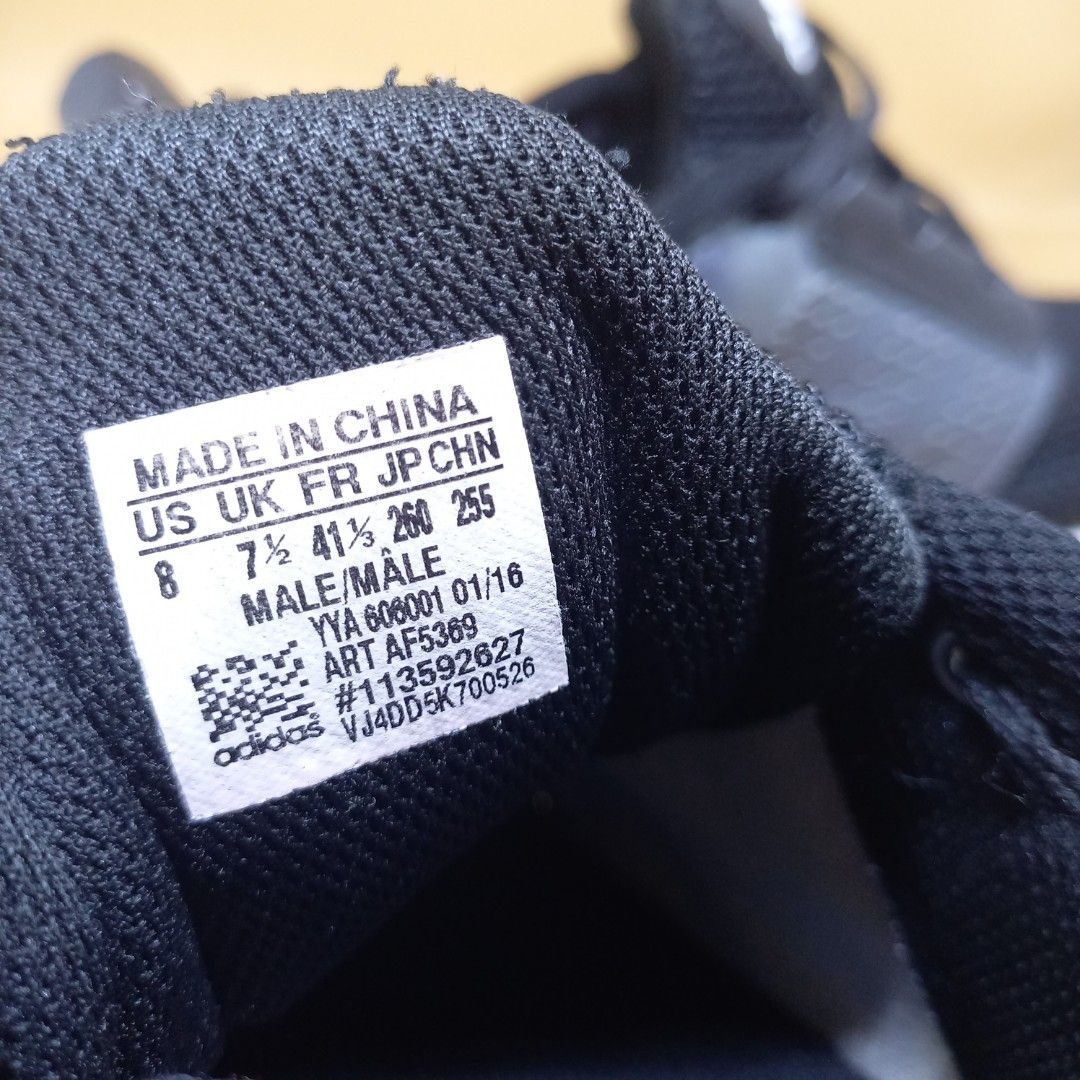 MADE IN CHINA
US UK FR JP CHN
8 7½ 41⅓ 260 255
MALE/MÂLE
YYA 606001 01/16
ART AF5369
#113592627
VJ4DD5K700526
adidas